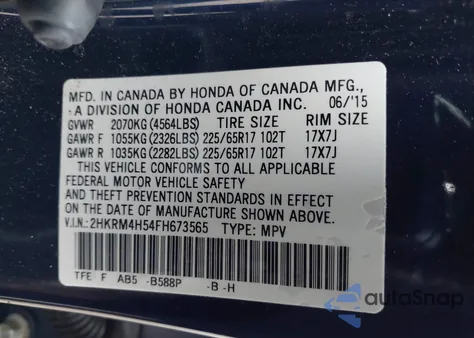 MFD. IN CANADA BY HONDA OF CANADA MFG.,
- A DIVISION OF HONDA CANADA INC. 06/'15
GVWR 2070KG (4564LBS) TIRE SIZE RIM SIZE
GAWR F 1055KG (2326LBS) 225/65R17 102T 17X7J
GAWR R 1035KG (2282LBS) 225/65R17 102T 17X7J
THIS VEHICLE CONFORMS TO ALL APPLICABLE
FEDERAL MOTOR VEHICLE SAFETY
AND THEFT PREVENTION STANDARDS IN EFFECT
ON THE DATE OF MANUFACTURE SHOWN ABOVE.
V.I.N.: 2HKRM4H54FH673565 TYPE: MPV
TFE F AB5 -B588P -B -H
autoSnap